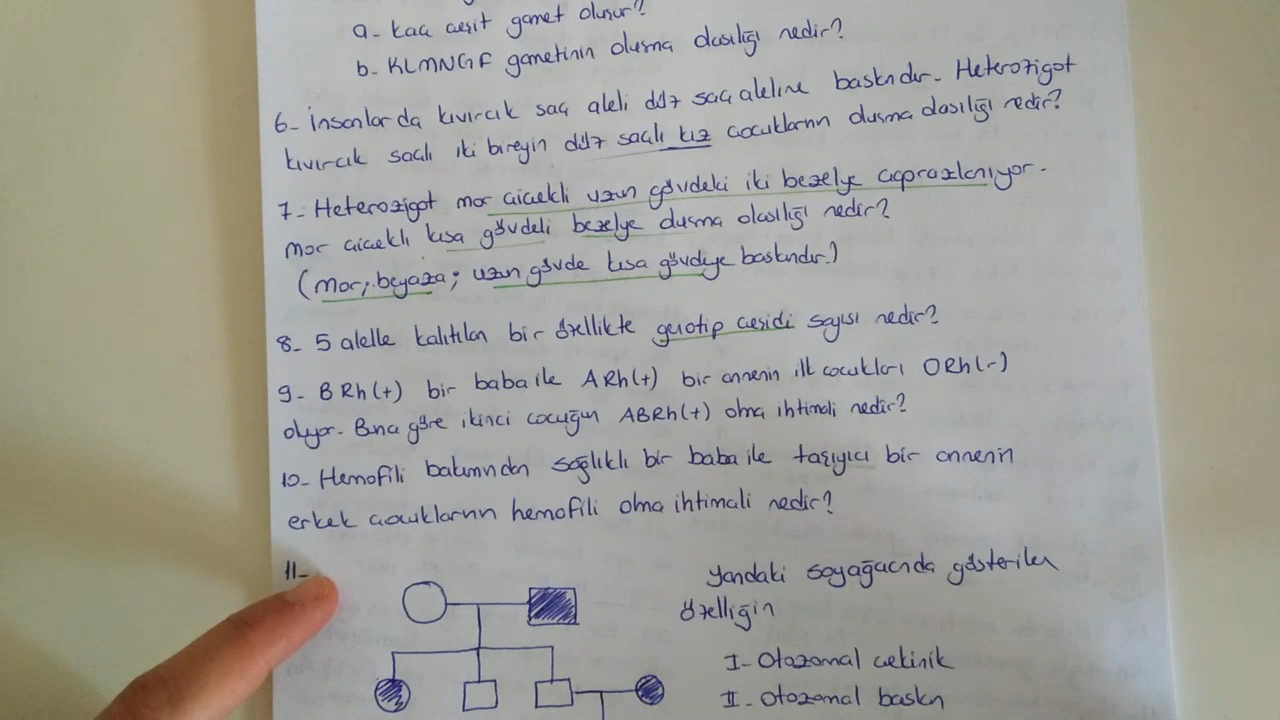 a- kaç çeşit gamet oluşur?
b- KLMNGF gametinin oluşma olasılığı nedir?
6- İnsanlarda kıvırcık saç aleli düz saç aleline baskındır. Heterozigot
kıvırcık saçlı iki bireyin düz saçlı kız çocuklarının oluşma olasılığı nedir?
7- Heterozigot mor çiçekli uzun gövdeki iki bezelye çaprazlanıyor.
mor çiçekli kısa gövdeli bezelye oluşma olasılığı nedir?
(Mor; beyaza; uzun gövde kısa gövdeye baskındır.)
8- 5 alelle kalıtılan bir özellikte genotip çeşidi sayısı nedir?
9- B Rh(+) bir baba ile ARh(+) bir annenin ilk çocukları ORh(-)
oluyor. Buna göre ikinci çocuğun ABRh(+) olma ihtimali nedir?
10- Hemofili bakımından sağlıklı bir baba ile taşıyıcı bir annenin
erkek çocuklarının hemofili olma ihtimali nedir?
11-
Yandaki soyağacında gösterilen
özelliğin
I- Otozomal çekinik
II- Otozomal baskın